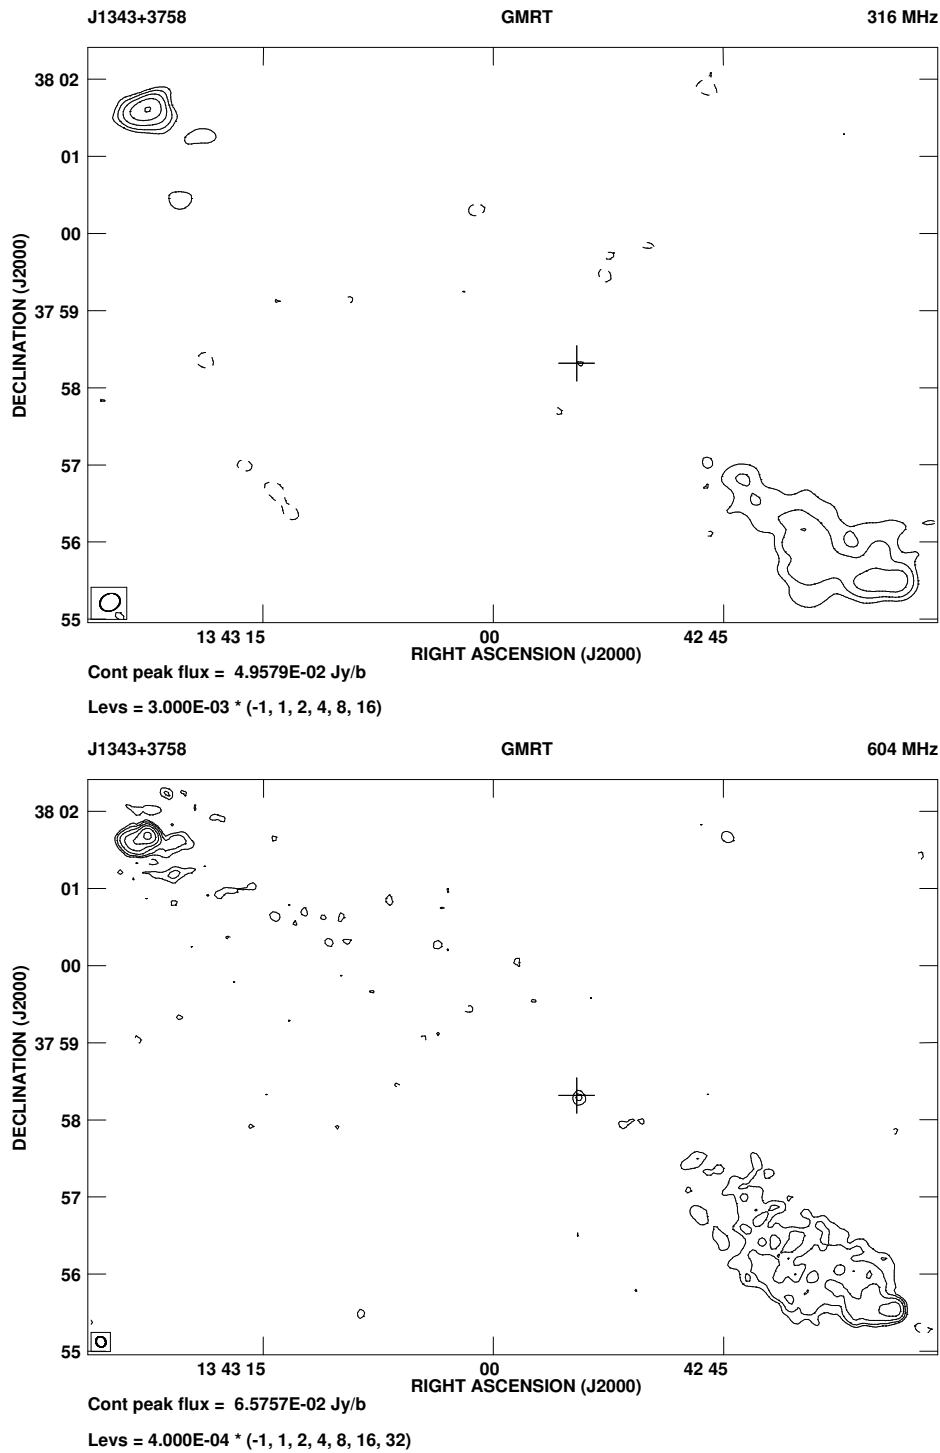 J1343+3758 GMRT 316 MHz
38 02
01
00
37 59
58
57
56
55
DECLINATION (J2000)
13 43 15 00 42 45
RIGHT ASCENSION (J2000)
Cont peak flux = 4.9579E-02 Jy/b
Levs = 3.000E-03 * (-1, 1, 2, 4, 8, 16)
J1343+3758 GMRT 604 MHz
38 02
01
00
37 59
58
57
56
55
DECLINATION (J2000)
13 43 15 00 42 45
RIGHT ASCENSION (J2000)
Cont peak flux = 6.5757E-02 Jy/b
Levs = 4.000E-04 * (-1, 1, 2, 4, 8, 16, 32)